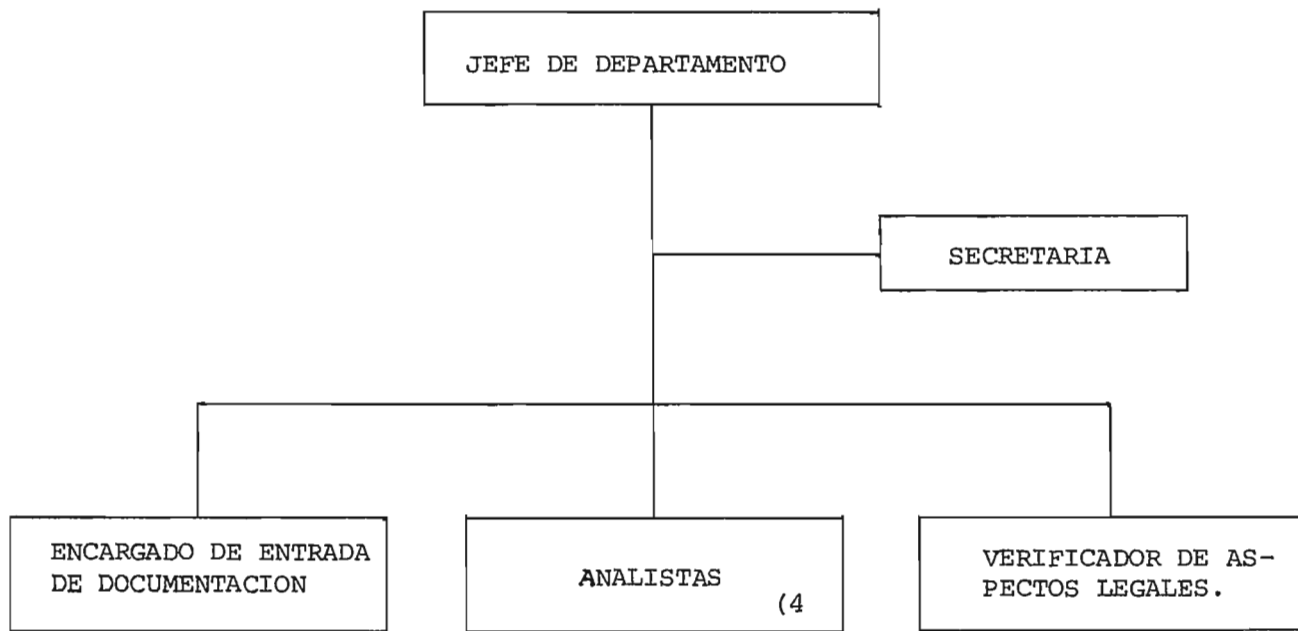 JEFE DE DEPARTAMENTO
SECRETARIA
ENCARGADO DE ENTRADA
DE DOCUMENTACION
ANALISTAS
(4
VERIFICADOR DE AS-
PECTOS LEGALES.